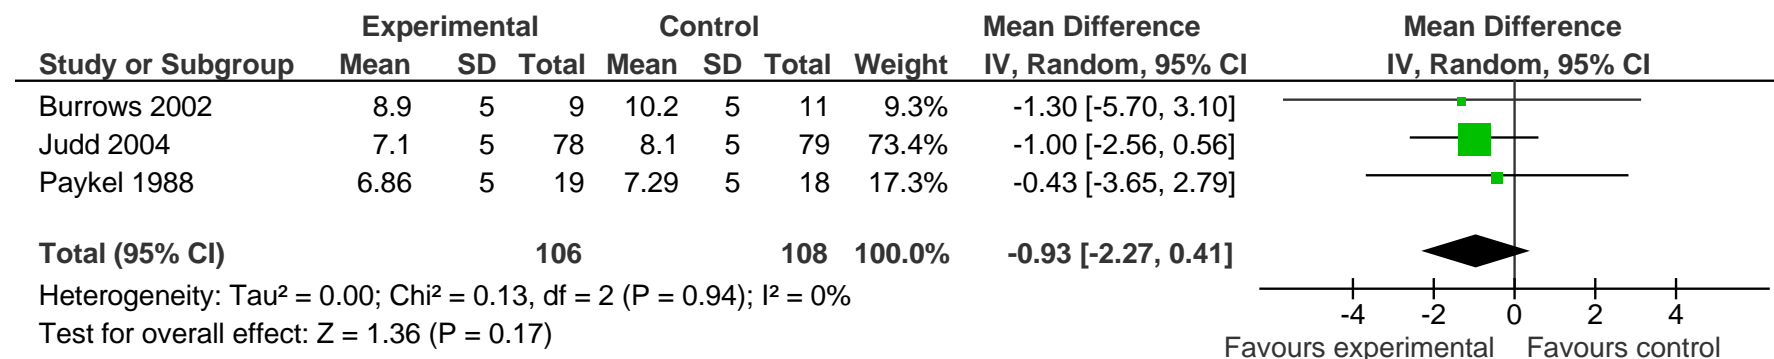 Experimental Control Mean Difference Mean Difference
Study or Subgroup Mean SD Total Mean SD Total Weight IV, Random, 95% CI IV, Random, 95% CI
Burrows 2002 8.9 5 9 10.2 5 11 9.3% -1.30 [-5.70, 3.10]
Judd 2004 7.1 5 78 8.1 5 79 73.4% -1.00 [-2.56, 0.56]
Paykel 1988 6.86 5 19 7.29 5 18 17.3% -0.43 [-3.65, 2.79]
Total (95% CI) 106 108 100.0% -0.93 [-2.27, 0.41]
Heterogeneity: Tau² = 0.00; Chi² = 0.13, df = 2 (P = 0.94); I² = 0%
Test for overall effect: Z = 1.36 (P = 0.17)
-4 -2 0 2 4
Favours experimental Favours control